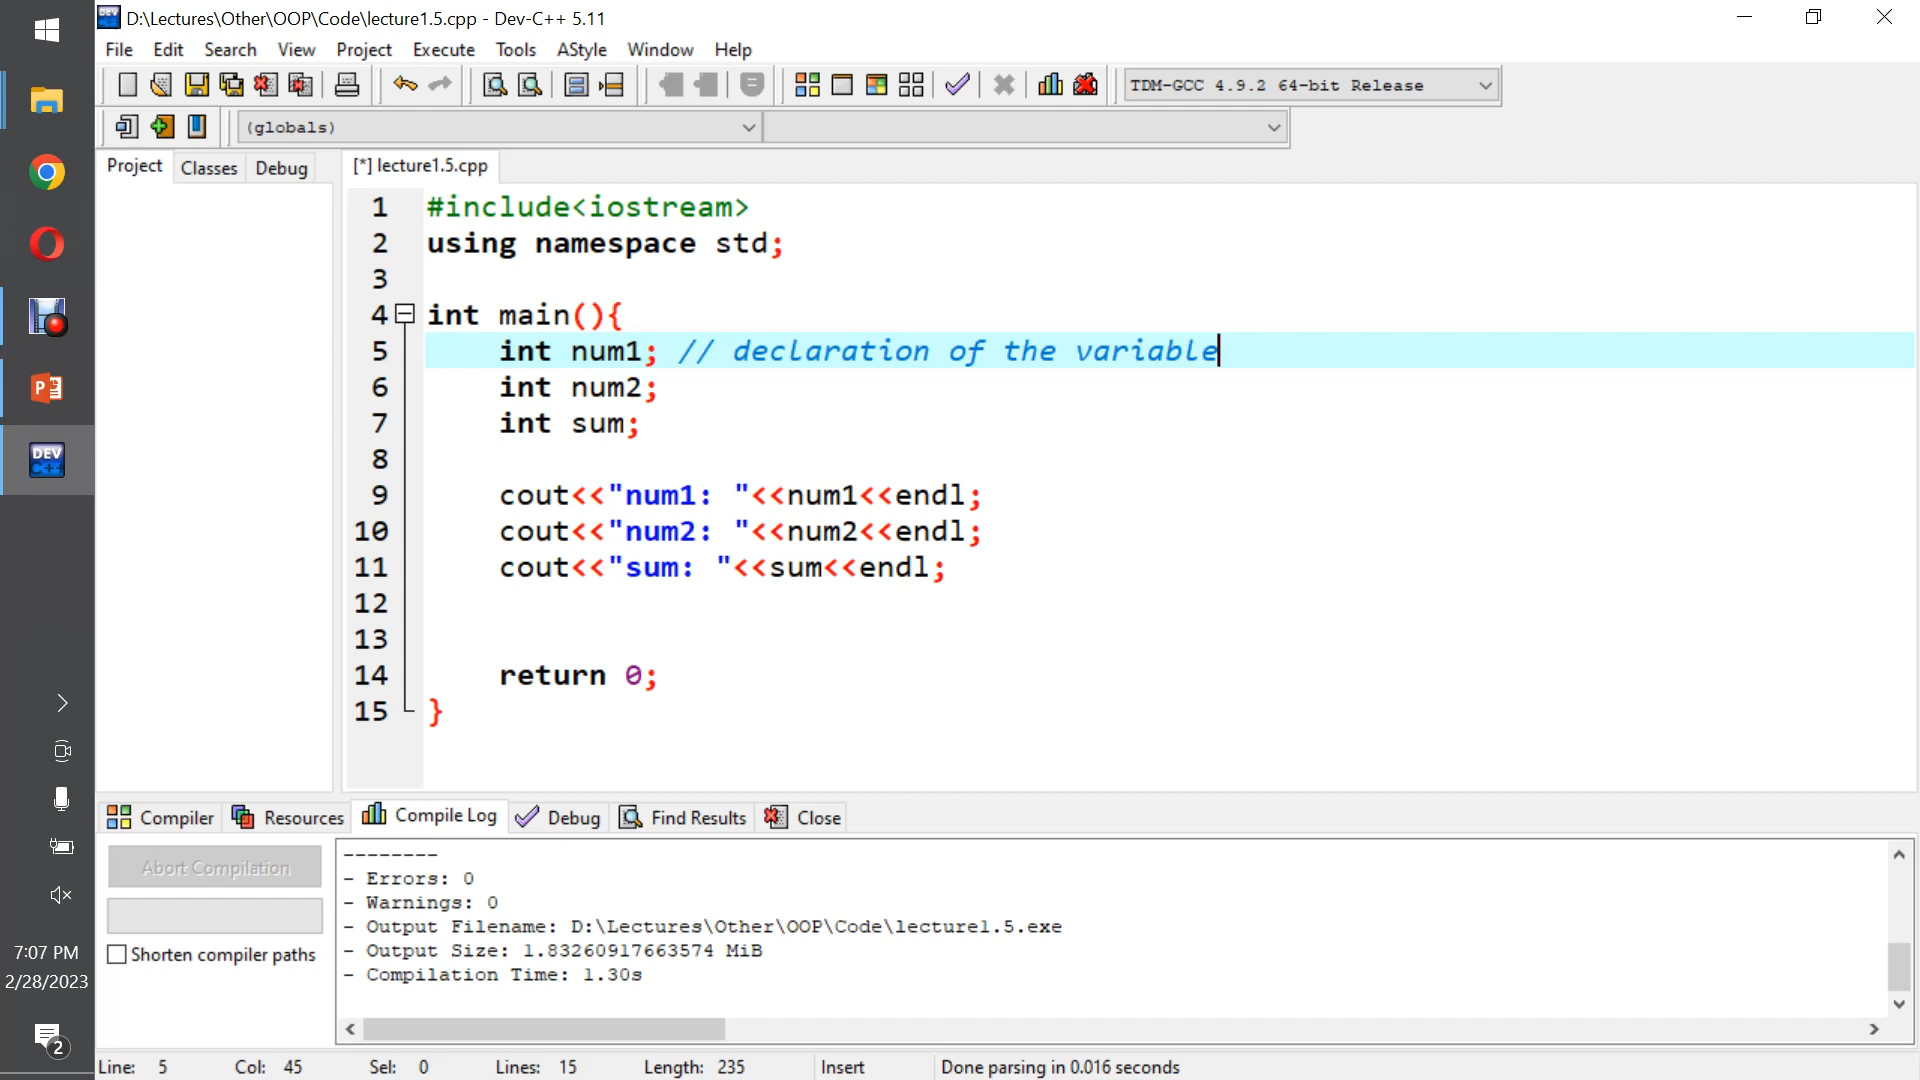 D:\Lectures\Other\OOP\Code\lecture1.5.cpp - Dev-C++ 5.11
File Edit Search View Project Execute Tools AStyle Window Help
TDM-GCC 4.9.2 64-bit Release
(globals)
Project Classes Debug
[*] lecture1.5.cpp
1 #include<iostream>
2 using namespace std;
3
4 int main(){
5 int num1; // declaration of the variable
6 int num2;
7 int sum;
8
9 cout<<"num1: "<<num1<<endl;
10 cout<<"num2: "<<num2<<endl;
11 cout<<"sum: "<<sum<<endl;
12
13
14 return 0;
15 }
Compiler Resources Compile Log Debug Find Results Close
Abort Compilation
Shorten compiler paths
--------
- Errors: 0
- Warnings: 0
- Output Filename: D:\Lectures\Other\OOP\Code\lecture1.5.exe
- Output Size: 1.83260917663574 MiB
- Compilation Time: 1.30s
Line: 5 Col: 45 Sel: 0 Lines: 15 Length: 235 Insert Done parsing in 0.016 seconds
DEV
C++
7:07 PM
2/28/2023
2